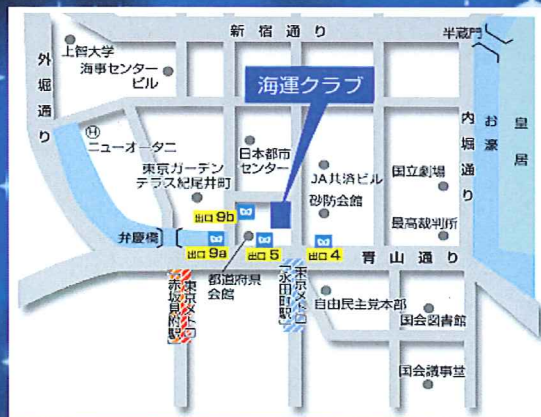 新宿通り
半蔵門
上智大学
海事センター
ビル
外堀通り
海運クラブ
内堀通り
お濠
皇居
Ⓗ
ニューオータニ
日本都市
センター
東京ガーデン
テラス紀尾井町
JA共済ビル
国立劇場
砂防会館
出口9b
最高裁判所
弁慶橋
出口9a
出口5
出口4
青山通り
都道府県
会館
東京メトロ
「赤坂見附駅」
東京メトロ
「永田町駅」
自由民主党本部
国会図書館
国会議事堂